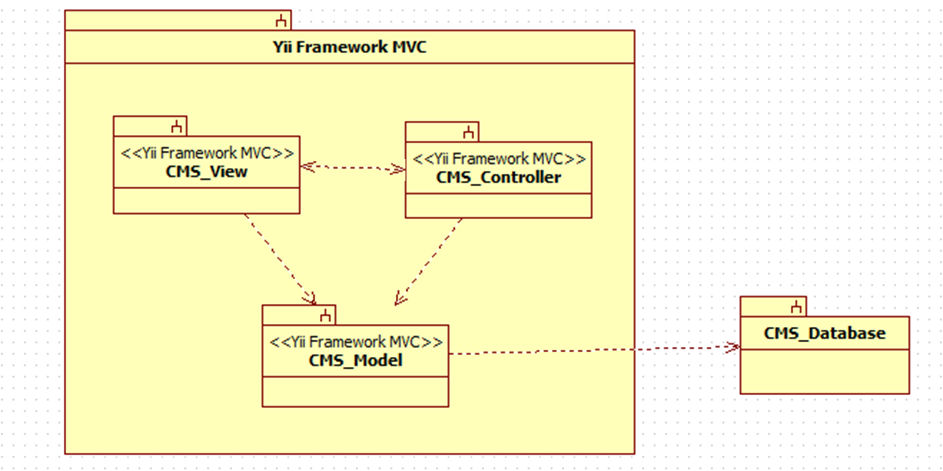 Yii Framework MVC
<<Yii Framework MVC>>
CMS_View
<<Yii Framework MVC>>
CMS_Controller
<<Yii Framework MVC>>
CMS_Model
CMS_Database